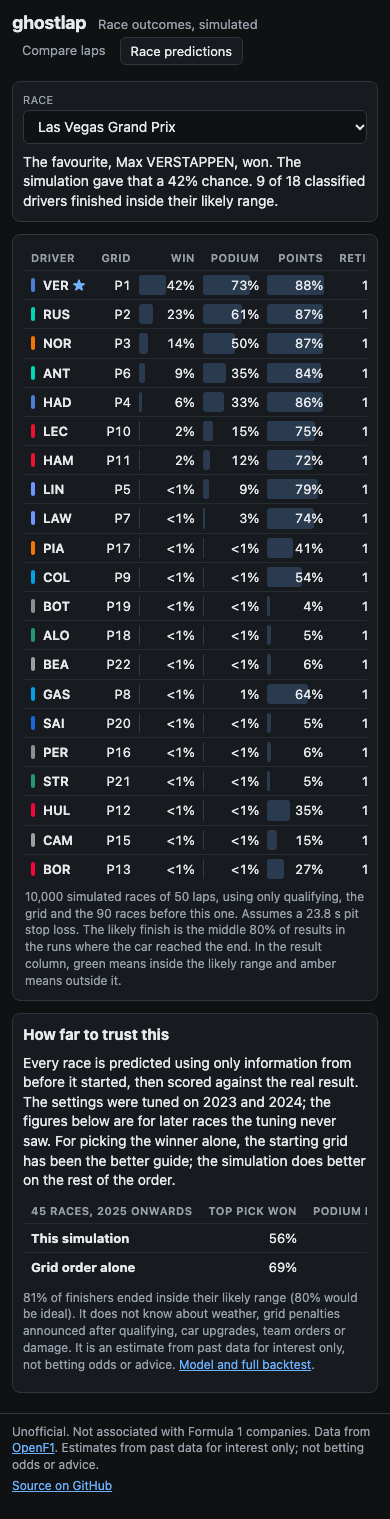 ghostlap Race outcomes, simulated
Compare laps Race predictions
RACE
Las Vegas Grand Prix
The favourite, Max VERSTAPPEN, won. The
simulation gave that a 42% chance. 9 of 18 classified
drivers finished inside their likely range.
DRIVER GRID WIN PODIUM POINTS RETI
VER ★ P1 42% 73% 88% 1
RUS P2 23% 61% 87% 1
NOR P3 14% 50% 87% 1
ANT P6 9% 35% 84% 1
HAD P4 6% 33% 86% 1
LEC P10 2% 15% 75% 1
HAM P11 2% 12% 72% 1
LIN P5 <1% 9% 79% 1
LAW P7 <1% 3% 74% 1
PIA P17 <1% <1% 41% 1
COL P9 <1% <1% 54% 1
BOT P19 <1% <1% 4% 1
ALO P18 <1% <1% 5% 1
BEA P22 <1% <1% 6% 1
GAS P8 <1% 1% 64% 1
SAI P20 <1% <1% 5% 1
PER P16 <1% <1% 6% 1
STR P21 <1% <1% 5% 1
HUL P12 <1% <1% 35% 1
CAM P15 <1% <1% 15% 1
BOR P13 <1% <1% 27% 1
10,000 simulated races of 50 laps, using only qualifying, the
grid and the 90 races before this one. Assumes a 23.8 s pit
stop loss. The likely finish is the middle 80% of results in
the runs where the car reached the end. In the result
column, green means inside the likely range and amber
means outside it.
How far to trust this
Every race is predicted using only information from
before it started, then scored against the real result.
The settings were tuned on 2023 and 2024; the
figures below are for later races the tuning never
saw. For picking the winner alone, the starting grid
has been the better guide; the simulation does better
on the rest of the order.
45 RACES, 2025 ONWARDS TOP PICK WON PODIUM
This simulation 56%
Grid order alone 69%
81% of finishers ended inside their likely range (80% would
be ideal). It does not know about weather, grid penalties
announced after qualifying, car upgrades, team orders or
damage. It is an estimate from past data for interest only,
not betting odds or advice. Model and full backtest.
Unofficial. Not associated with Formula 1 companies. Data from
OpenF1. Estimates from past data for interest only; not betting
odds or advice.
Source on GitHub